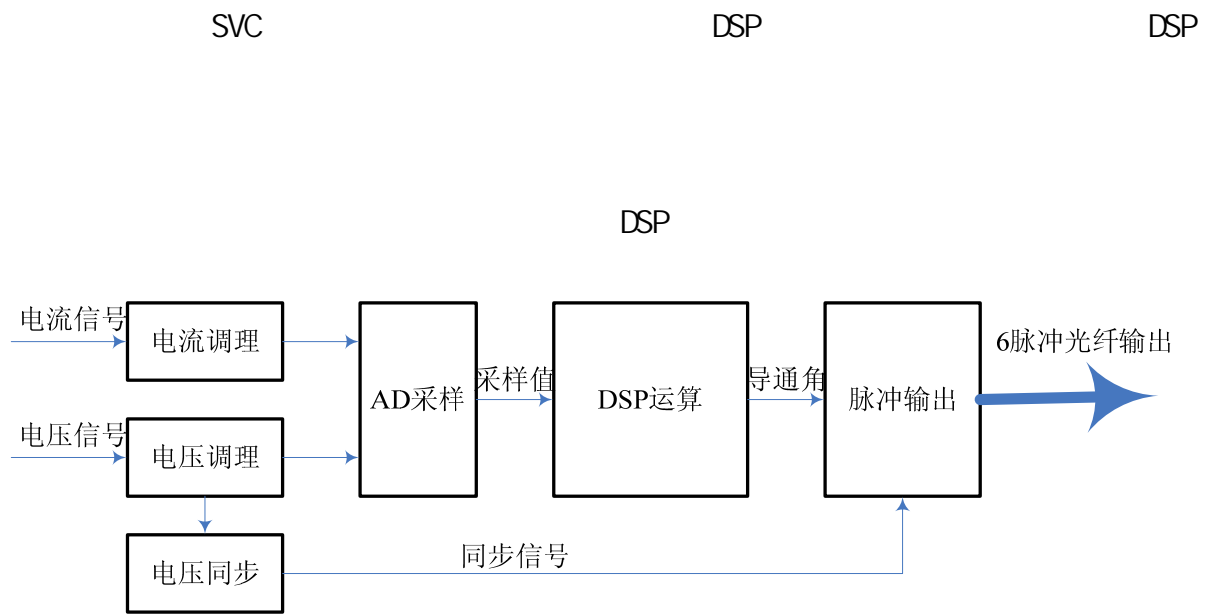 SVC DSP DSP
DSP
电流信号
电流调理
电压信号
电压调理
电压同步
AD采样
采样值
DSP运算
导通角
脉冲输出
6脉冲光纤输出
同步信号